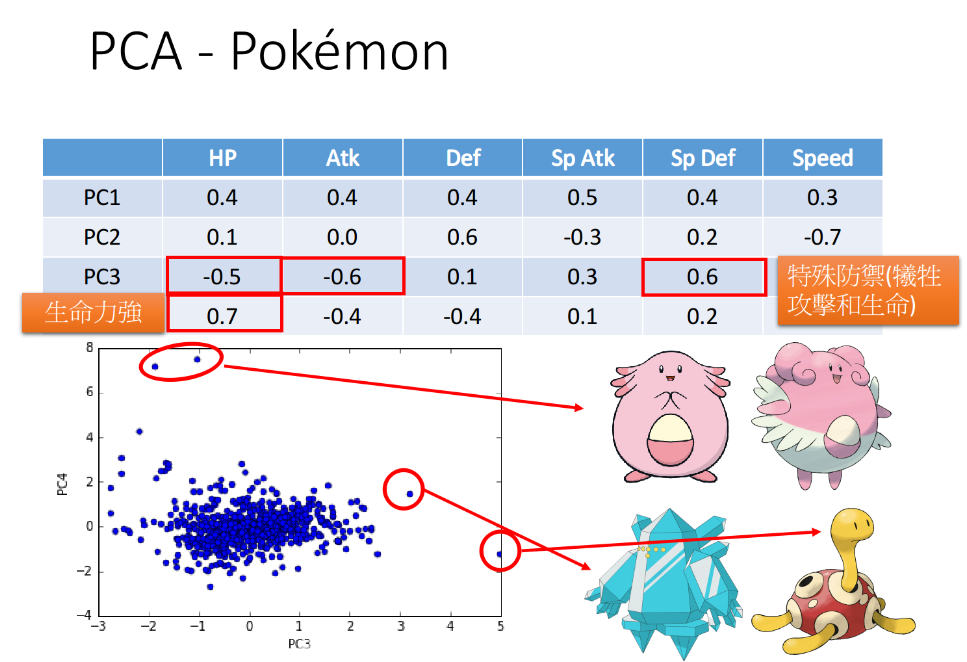 PCA - Pokémon
HP Atk Def Sp Atk Sp Def Speed
PC1 0.4 0.4 0.4 0.5 0.4 0.3
PC2 0.1 0.0 0.6 -0.3 0.2 -0.7
PC3 -0.5 -0.6 0.1 0.3 0.6
特殊防禦(犧牲
攻擊和生命)
生命力強 0.7 -0.4 -0.4 0.1 0.2
8
6
4
2
0
−2
−4
PC4
−3 −2 −1 0 1 2 3 4 5
PC3